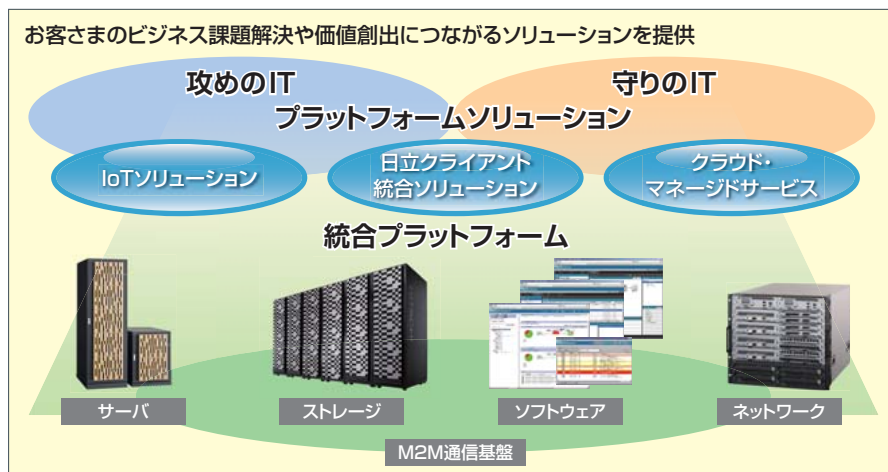 お客さまのビジネス課題解決や価値創出につながるソリューションを提供
攻めのIT
守りのIT
プラットフォームソリューション
IoTソリューション
日立クライアント
統合ソリューション
クラウド・
マネージドサービス
統合プラットフォーム
サーバ
ストレージ
ソフトウェア
ネットワーク
M2M通信基盤